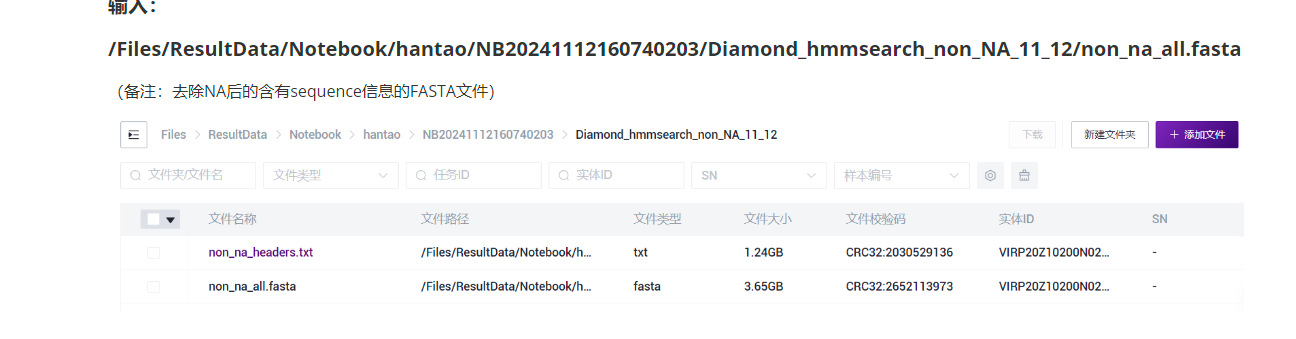 输入：
/Files/ResultData/Notebook/hantao/NB20241112160740203/Diamond_hmmsearch_non_NA_11_12/non_na_all.fasta
（备注：去除NA后的含有sequence信息的FASTA文件）
Files > ResultData > Notebook > hantao > NB20241112160740203 > Diamond_hmmsearch_non_NA_11_12 下载 新建文件夹 + 添加文件
文件夹/文件名 文件类型 任务ID 实体ID SN 样本编号
文件名称 文件路径 文件类型 文件大小 文件校验码 实体ID SN
non_na_headers.txt /Files/ResultData/Notebook/h... txt 1.24GB CRC32:2030529136 VIRP20Z10200N02... -
non_na_all.fasta /Files/ResultData/Notebook/h... fasta 3.65GB CRC32:2652113973 VIRP20Z10200N02... -